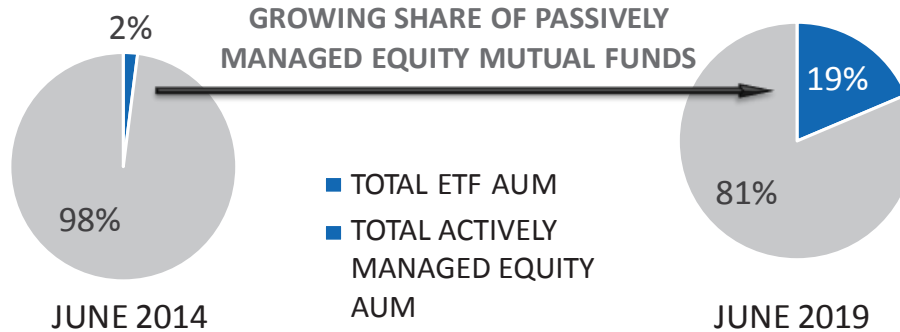 GROWING SHARE OF PASSIVELY
MANAGED EQUITY MUTUAL FUNDS
2%
98%
19%
81%
TOTAL ETF AUM
TOTAL ACTIVELY
MANAGED EQUITY
AUM
JUNE 2014
JUNE 2019